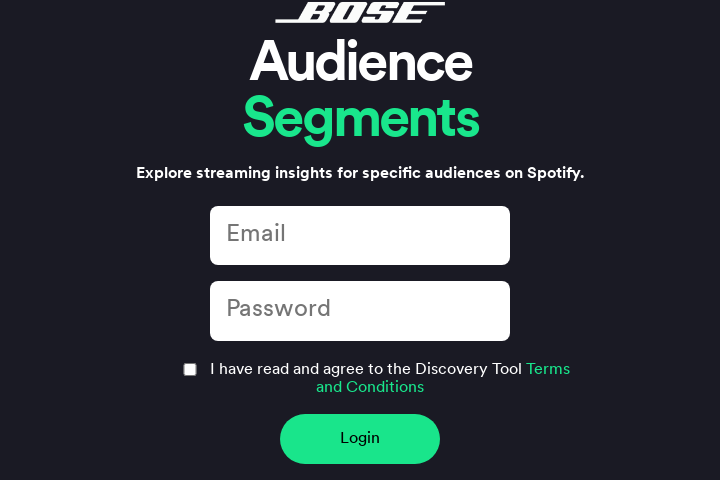 BOSE
Audience
Segments
Explore streaming insights for specific audiences on Spotify.
Email
Password
I have read and agree to the Discovery Tool Terms
and Conditions
Login